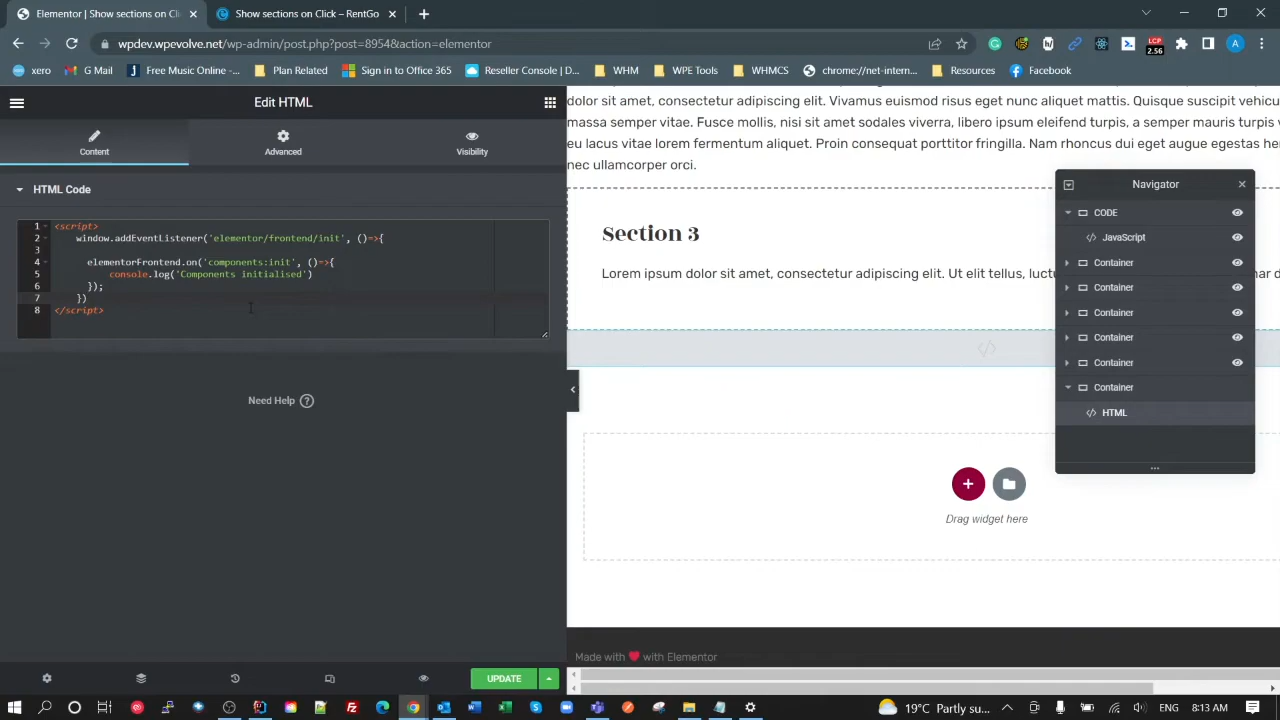 Elementor | Show sections on Cl
Show sections on Click – RentGo
wpdev.wpevolve.net/wp-admin/post.php?post=8954&action=elementor
LCP
2.56
A
xero
G Mail
Free Music Online -...
Plan Related
Sign in to Office 365
Reseller Console | D...
WHM
WPE Tools
WHMCS
chrome://net-intern...
Resources
Facebook
Edit HTML
Content
Advanced
Visibility
HTML Code
1 <script>
2 window.addEventListener('elementor/frontend/init', ()=>{
3
4 elementorFrontend.on('components:init', ()=>{
5 console.log('Components initialised')
6 });
7 })
8 </script>
Need Help ?
UPDATE
dolor sit amet, consectetur adipiscing elit. Vivamus euismod risus eget nunc aliquet mattis. Quisque suscipit vehicu
massa semper vitae. Fusce mollis, nisi sit amet sodales viverra, libero ipsum eleifend turpis, a semper mauris turpis v
eu lacus vitae lorem fermentum aliquet. Proin consequat porttitor fringilla. Nam rhoncus dui eget augue egestas he
nec ullamcorper orci.
Section 3
Lorem ipsum dolor sit amet, consectetur adipiscing elit. Ut elit tellus, luctu
Navigator
CODE
JavaScript
Container
Container
Container
Container
Container
Container
HTML
Drag widget here
Made with ❤ with Elementor
19°C Partly su...
ENG
8:13 AM